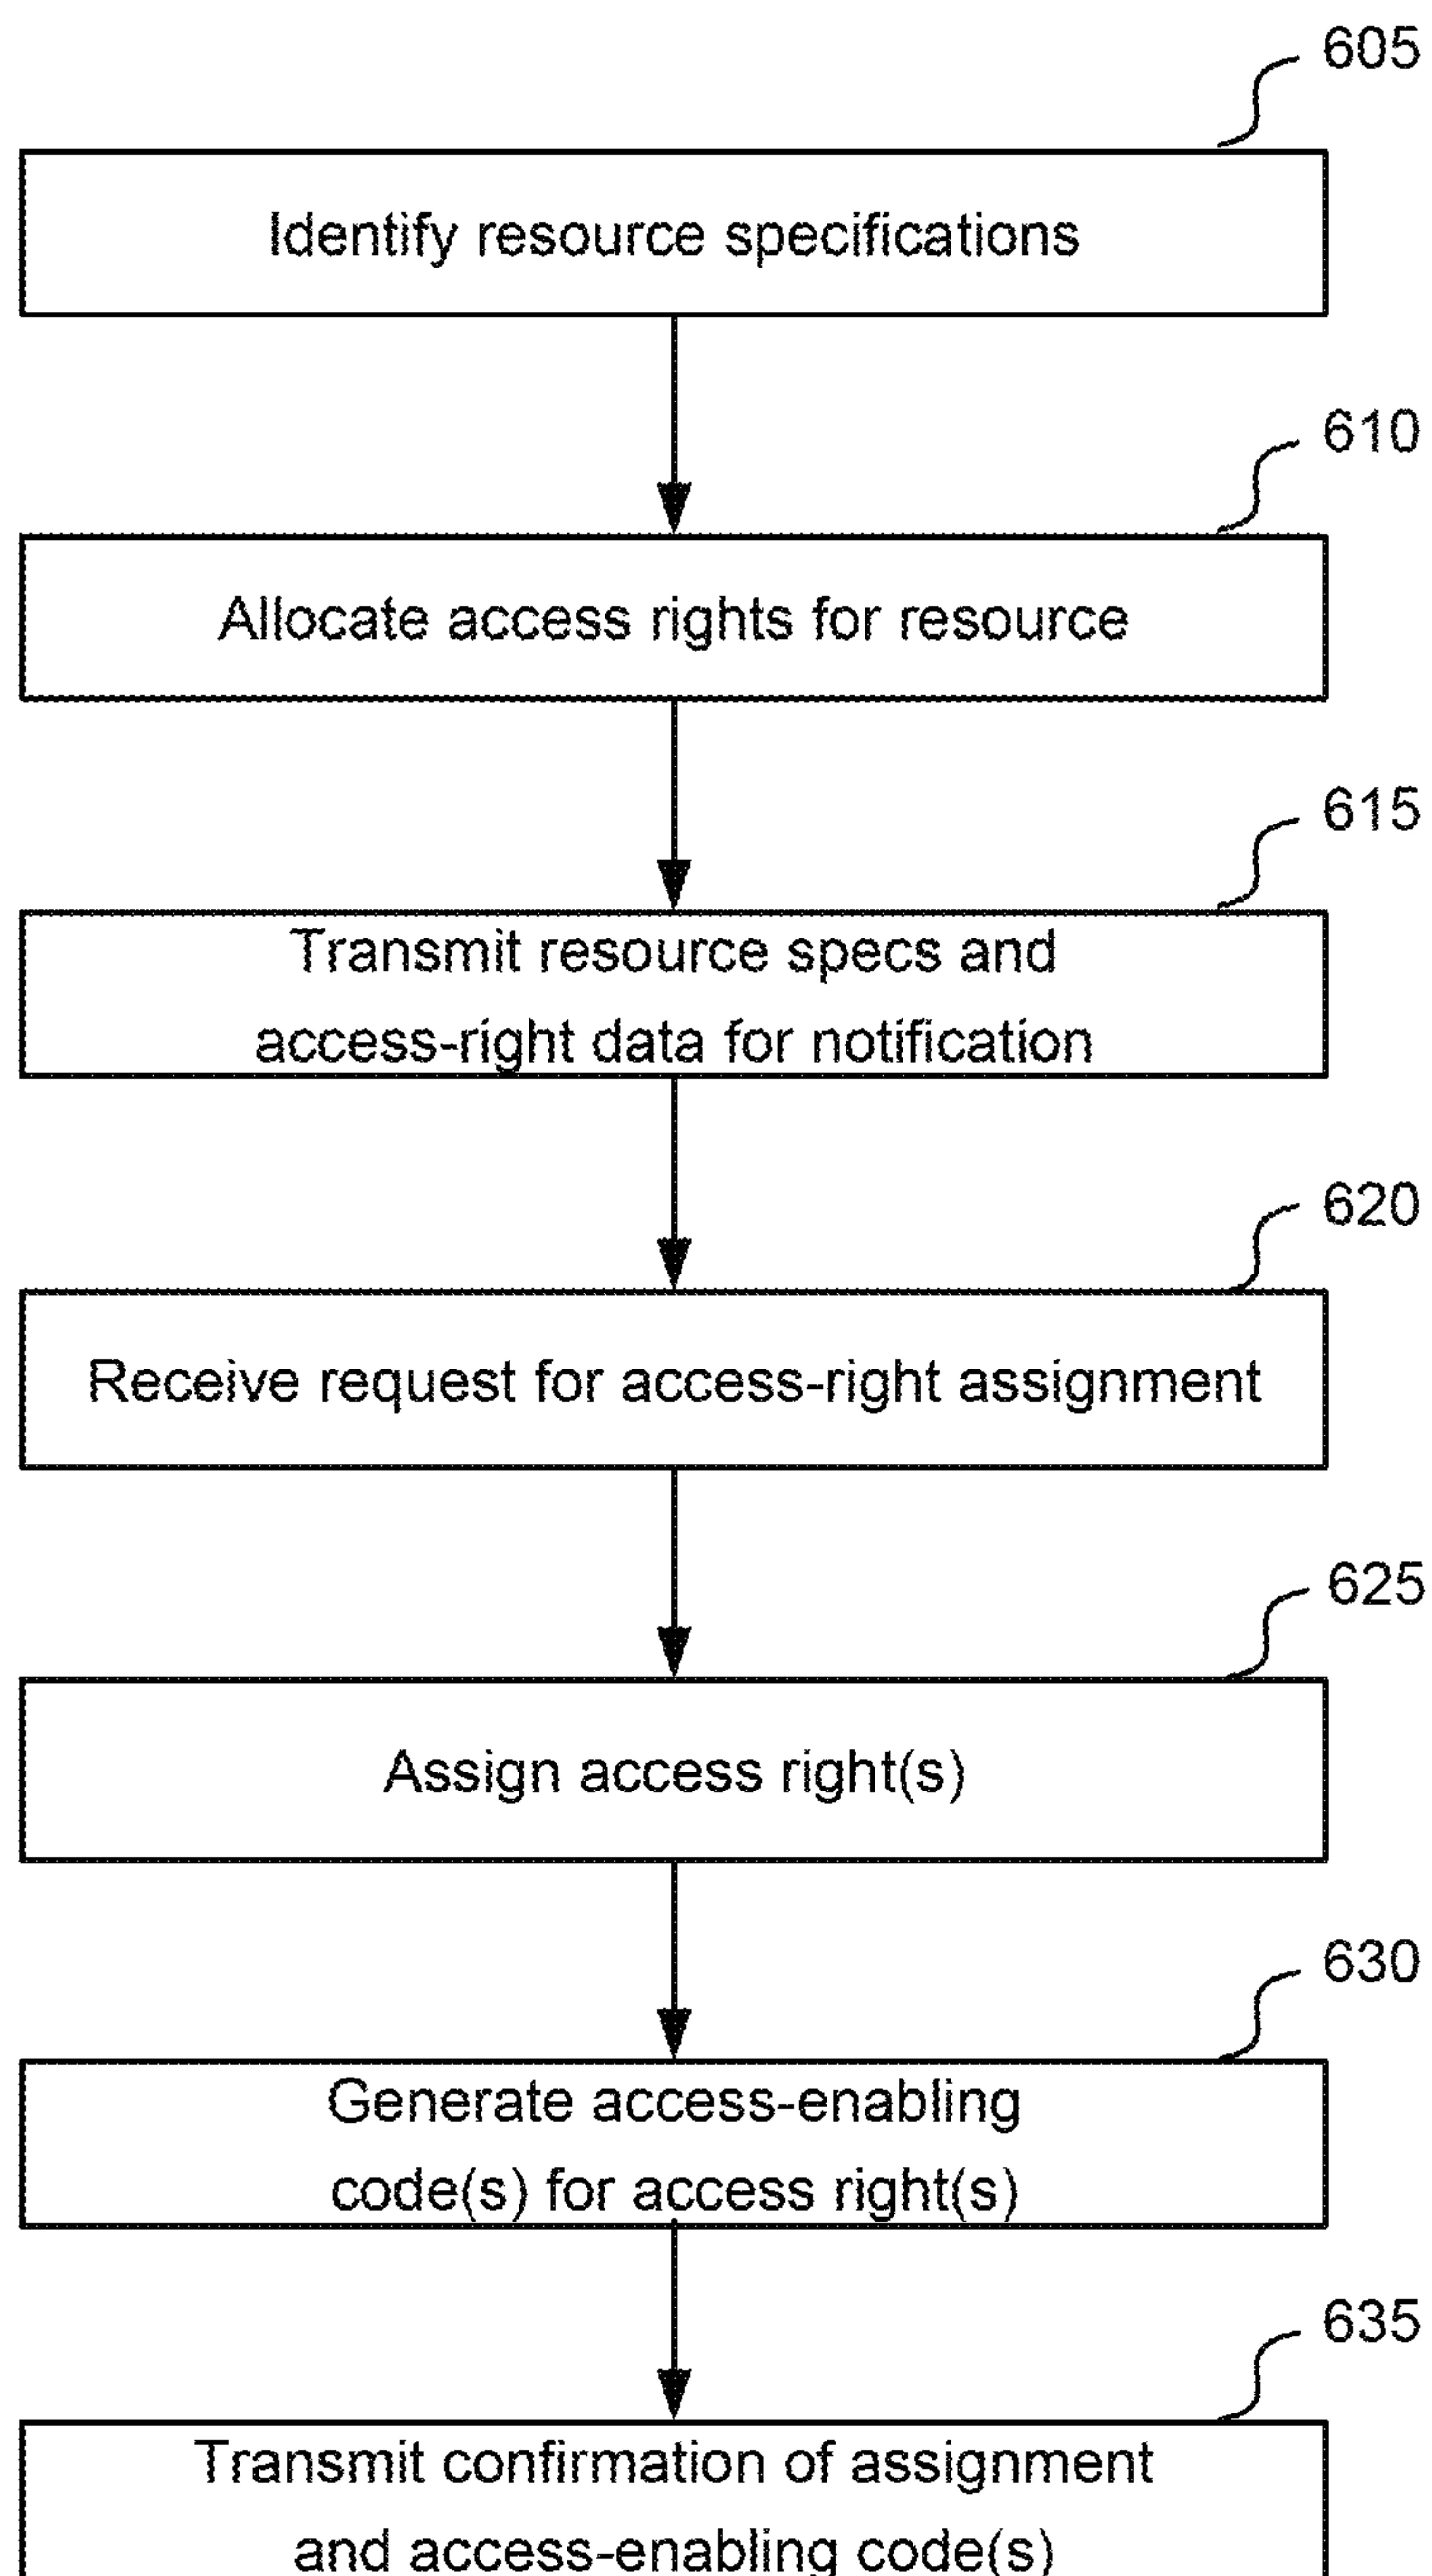 605
Identify resource specifications
610
Allocate access rights for resource
615
Transmit resource specs and
access-right data for notification
620
Receive request for access-right assignment
625
Assign access right(s)
630
Generate access-enabling
code(s) for access right(s)
635
Transmit confirmation of assignment
and access-enabling code(s)